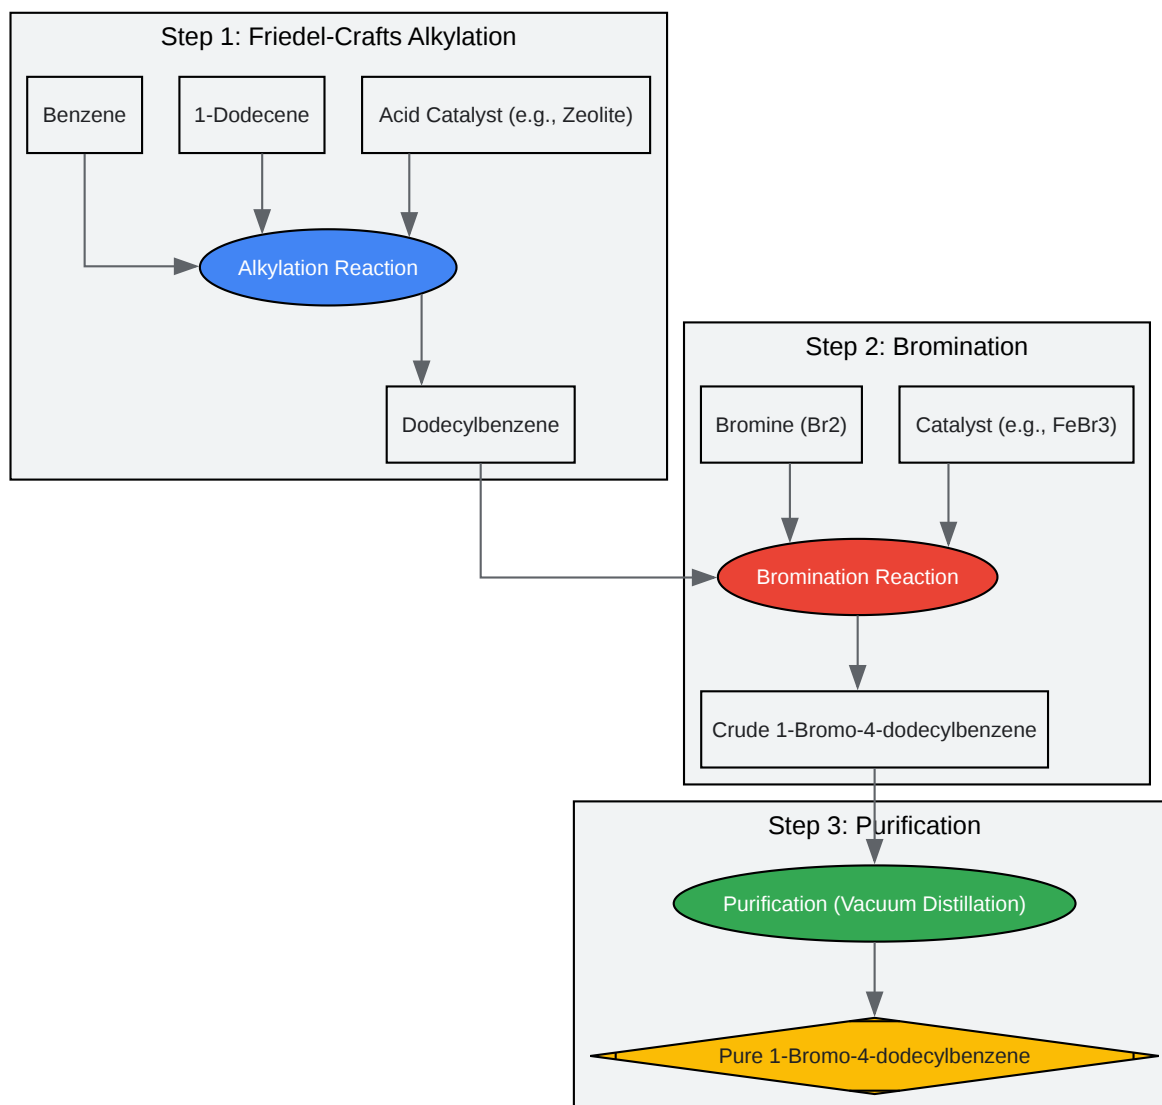 Step 1: Friedel-Crafts Alkylation
Benzene
1-Dodecene
Acid Catalyst (e.g., Zeolite)
Alkylation Reaction
Dodecylbenzene
Step 2: Bromination
Bromine (Br2)
Catalyst (e.g., FeBr3)
Bromination Reaction
Crude 1-Bromo-4-dodecylbenzene
Step 3: Purification
Purification (Vacuum Distillation)
Pure 1-Bromo-4-dodecylbenzene